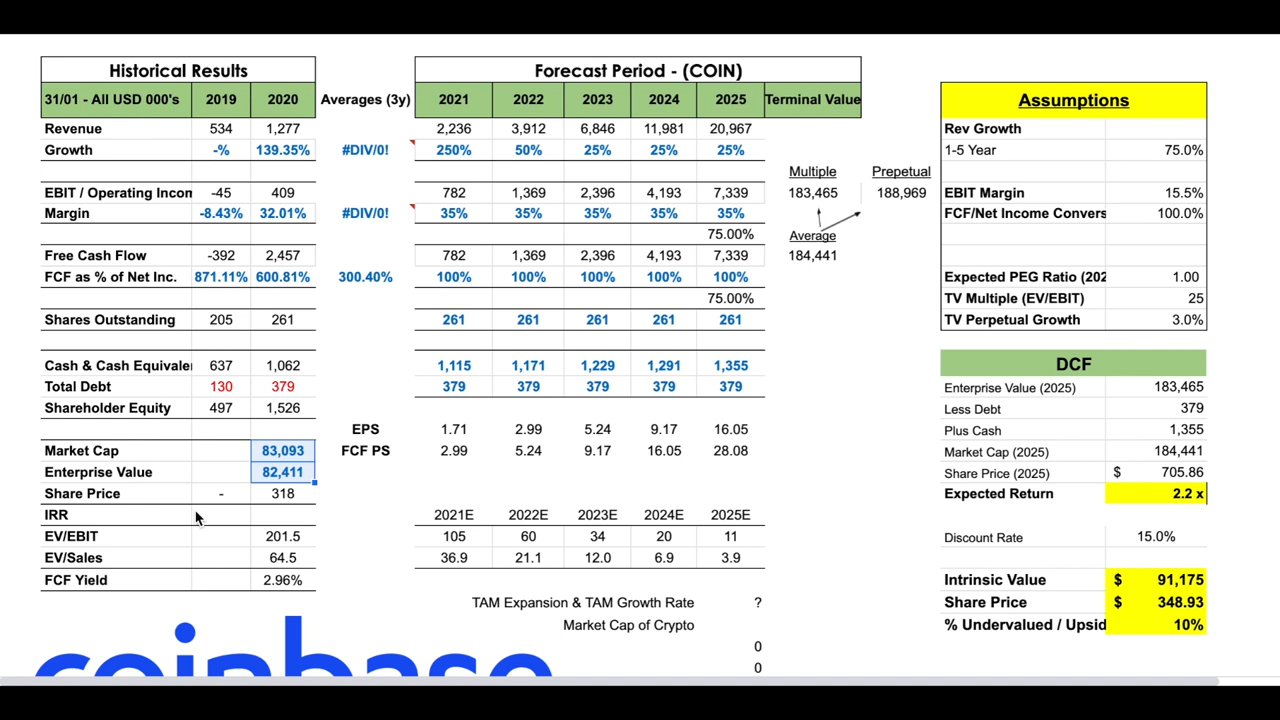 Historical Results
Forecast Period - (COIN)
31/01 - All USD 000's 2019 2020 Averages (3y) 2021 2022 2023 2024 2025 Terminal Value
Assumptions
Revenue 534 1,277 2,236 3,912 6,846 11,981 20,967
Rev Growth
Growth -% 139.35% #DIV/0! 250% 50% 25% 25% 25%
1-5 Year 75.0%
Multiple Prepetual
EBIT / Operating Incon -45 409 782 1,369 2,396 4,193 7,339 183,465 188,969
EBIT Margin 15.5%
Margin -8.43% 32.01% #DIV/0! 35% 35% 35% 35% 35%
FCF/Net Income Convers 100.0%
75.00% Average
Free Cash Flow -392 2,457 782 1,369 2,396 4,193 7,339 184,441
FCF as % of Net Inc. 871.11% 600.81% 300.40% 100% 100% 100% 100% 100%
Expected PEG Ratio (202 1.00
75.00%
TV Multiple (EV/EBIT) 25
Shares Outstanding 205 261 261 261 261 261 261
TV Perpetual Growth 3.0%
DCF
Cash & Cash Equivaler 637 1,062 1,115 1,171 1,229 1,291 1,355
Total Debt 130 379 379 379 379 379 379
Enterprise Value (2025) 183,465
Shareholder Equity 497 1,526
Less Debt 379
EPS 1.71 2.99 5.24 9.17 16.05
Plus Cash 1,355
Market Cap 83,093 FCF PS 2.99 5.24 9.17 16.05 28.08
Market Cap (2025) 184,441
Enterprise Value 82,411
Share Price (2025) $ 705.86
Share Price - 318
Expected Return 2.2 x
IRR 2021E 2022E 2023E 2024E 2025E
EV/EBIT 201.5 105 60 34 20 11
Discount Rate 15.0%
EV/Sales 64.5 36.9 21.1 12.0 6.9 3.9
FCF Yield 2.96%
Intrinsic Value $ 91,175
TAM Expansion & TAM Growth Rate ?
Share Price $ 348.93
Market Cap of Crypto
% Undervalued / Upsid 10%
0
0
coinbase